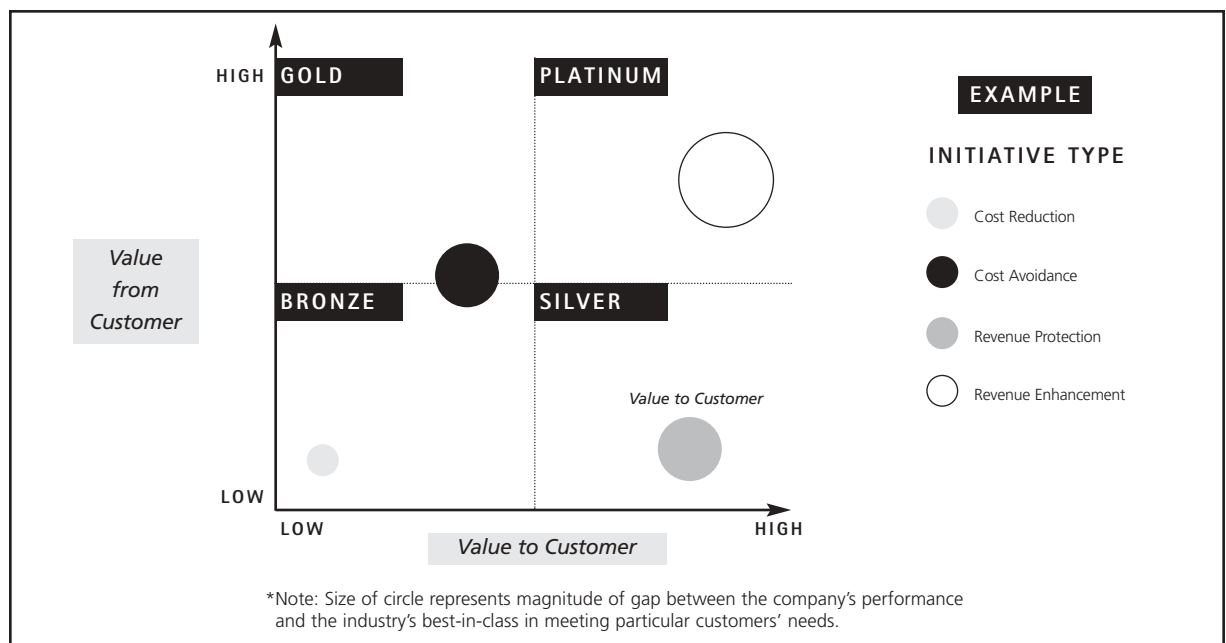 HIGH
GOLD
PLATINUM
EXAMPLE
INITIATIVE TYPE
Cost Reduction
Cost Avoidance
Revenue Protection
Revenue Enhancement
Value
from
Customer
BRONZE
SILVER
Value to Customer
LOW
LOW
HIGH
Value to Customer
*Note: Size of circle represents magnitude of gap between the company’s performance
and the industry’s best-in-class in meeting particular customers’ needs.